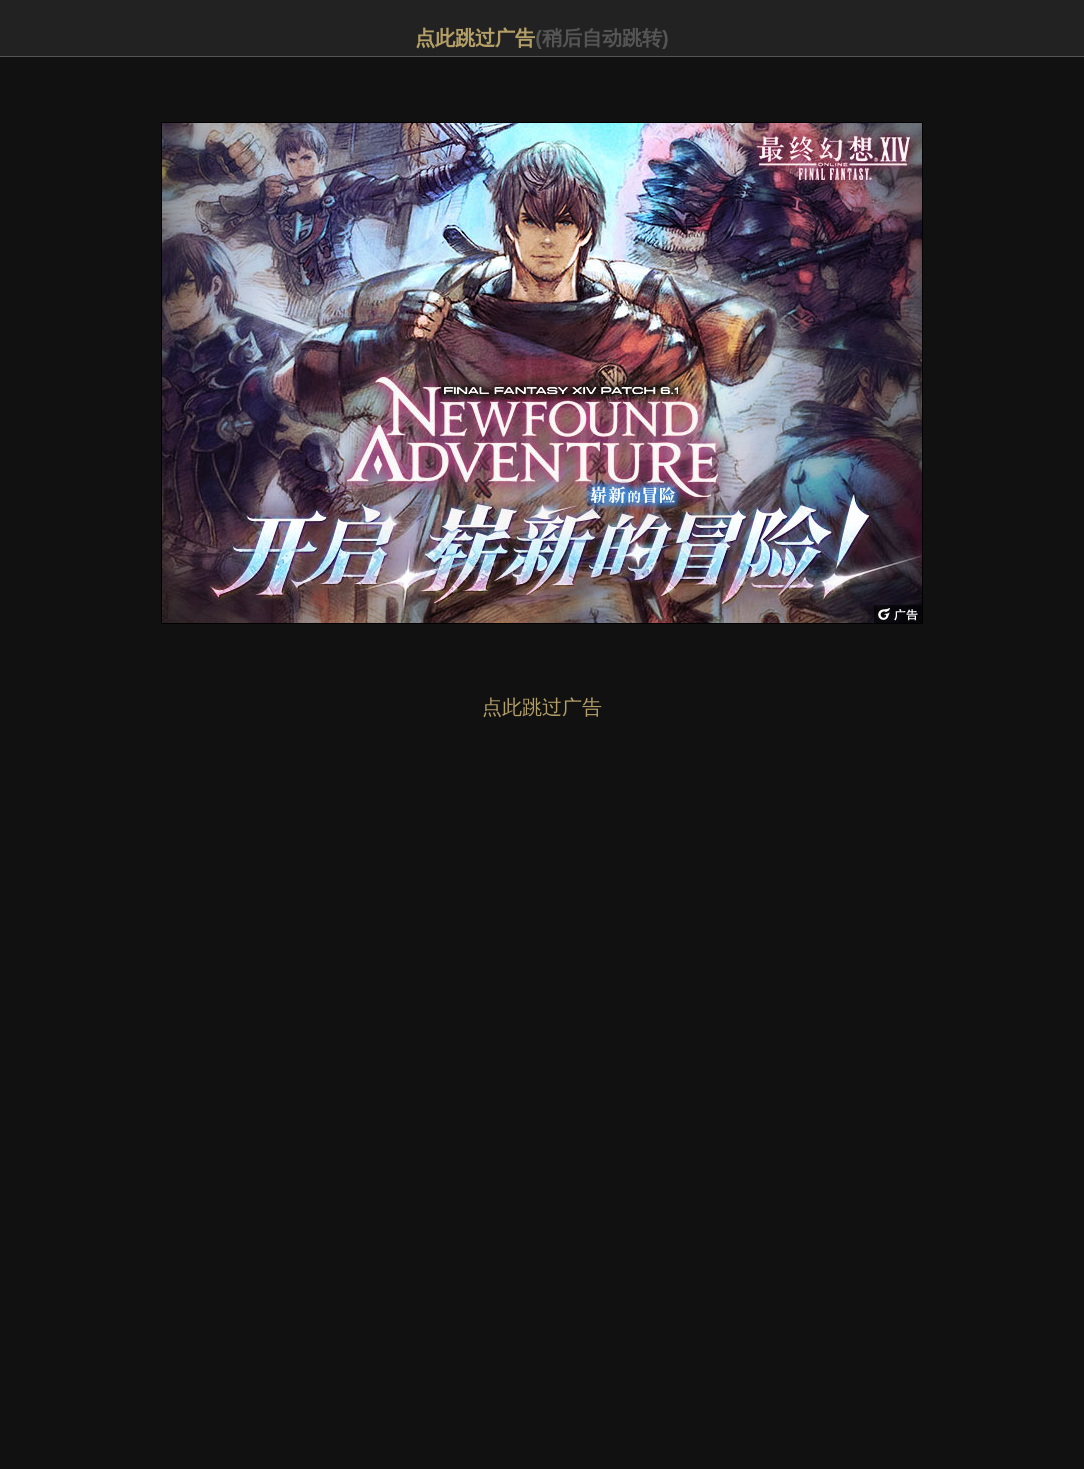 点此跳过广告(稍后自动跳转)
最终幻想XIV
ONLINE
FINAL FANTASY
FINAL FANTASY XIV PATCH 6.1
NEWFOUND
ADVENTURE
崭新的冒险
开启 崭新的冒险!
广告
点此跳过广告